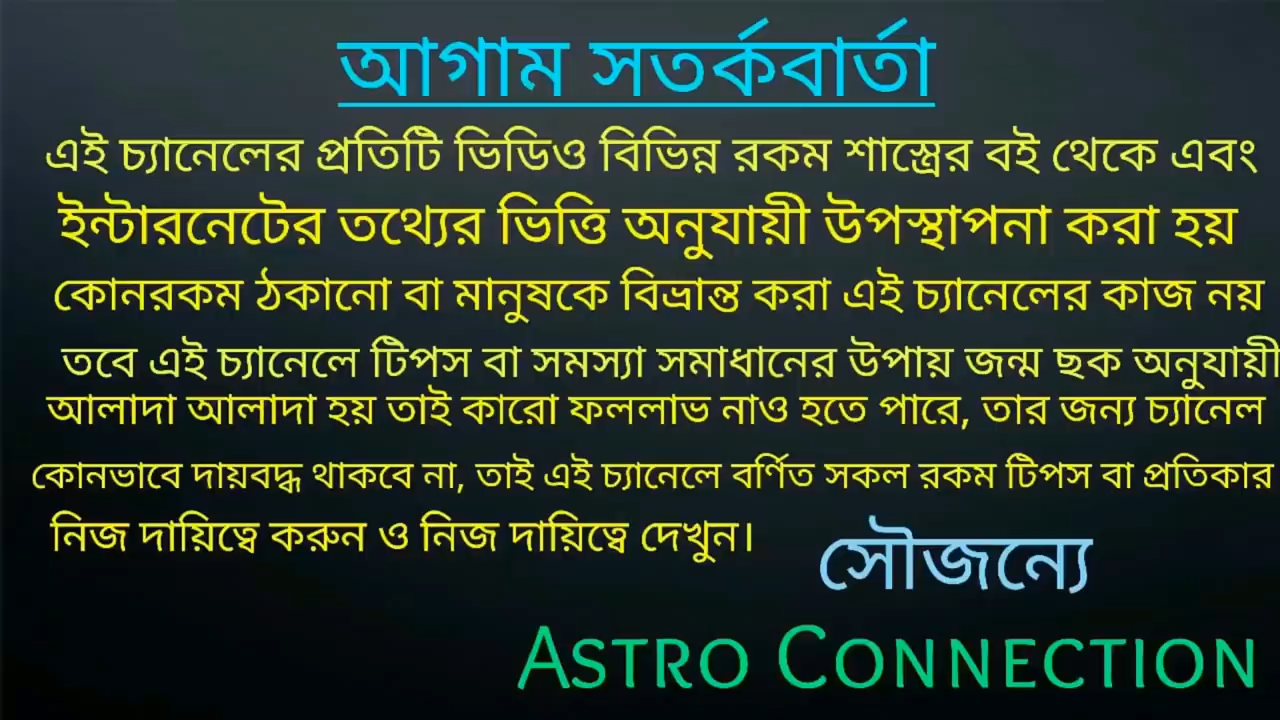 আগাম সতর্কবার্তা
এই চ্যানেলের প্রতিটি ভিডিও বিভিন্ন রকম শাস্ত্রের বই থেকে এবং
ইন্টারনেটের তথ্যের ভিত্তি অনুযায়ী উপস্থাপনা করা হয়
কোনরকম ঠকানো বা মানুষকে বিভ্রান্ত করা এই চ্যানেলের কাজ নয়
তবে এই চ্যানেলে টিপস বা সমস্যা সমাধানের উপায় জন্ম ছক অনুযায়ী
আলাদা আলাদা হয় তাই কারো ফললাভ নাও হতে পারে, তার জন্য চ্যানেল
কোনভাবে দায়বদ্ধ থাকবে না, তাই এই চ্যানেলে বর্ণিত সকল রকম টিপস বা প্রতিকার
নিজ দায়িত্বে করুন ও নিজ দায়িত্বে দেখুন।
সৌজন্যে
ASTRO CONNECTION